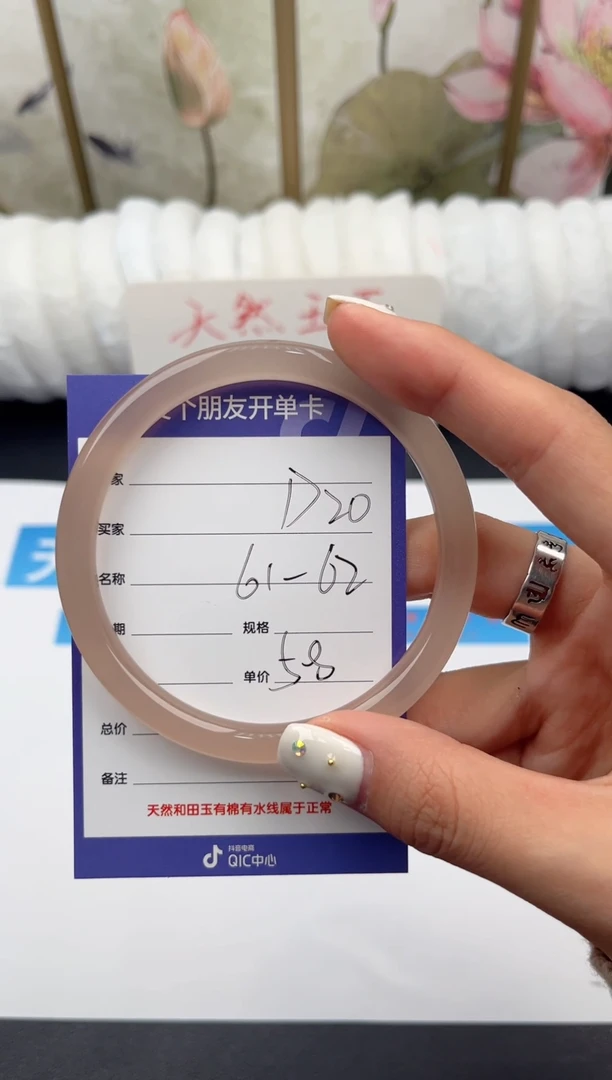 天然玉
个朋友开单卡
家
D20
买家
名称 61-62
期 规格
单价 58
总价
备注
天然和田玉有棉有水线属于正常
抖音电商
QIC中心